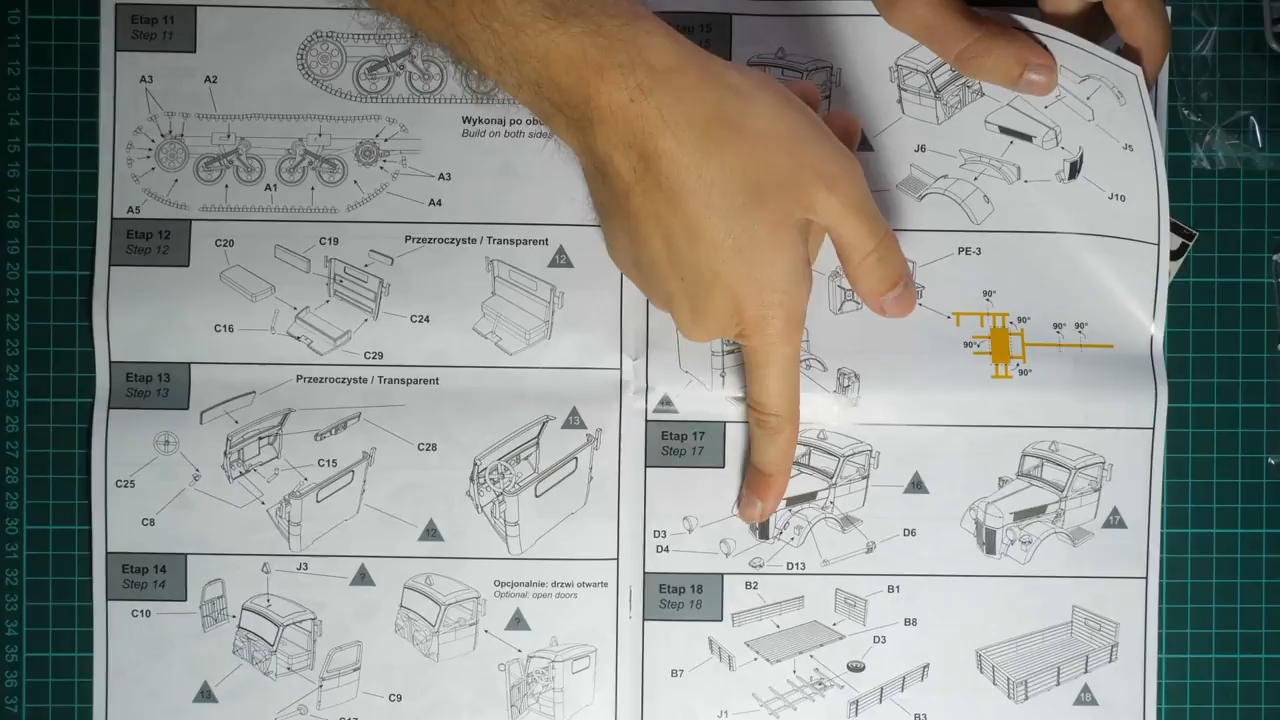 10
11
12
13
14
15
16
17
18
19
20
21
22
23
24
25
26
27
28
29
30
31
32
33
34
35
36
37
Etap 11
Step 11
A3
A2
Wykonaj po
Build on both sides
A1
A3
A4
A5
Etap 12
Step 12
C20
C19
Przezroczyste / Transparent
12
C16
C24
C29
Etap 13
Step 13
Przezroczyste / Transparent
13
C28
C15
C25
C8
12
Etap 14
Step 14
J3
?
C10
Opcjonalnie: drzwi otwarte
Optional: open doors
?
13
C9
15
J6
J5
J10
PE-3
90°
90°
90°
90°
90°
90°
Etap 17
Step 17
16
17
D3
D4
D6
D13
Etap 18
Step 18
B2
B1
B8
D3
B7
J1
B3
18